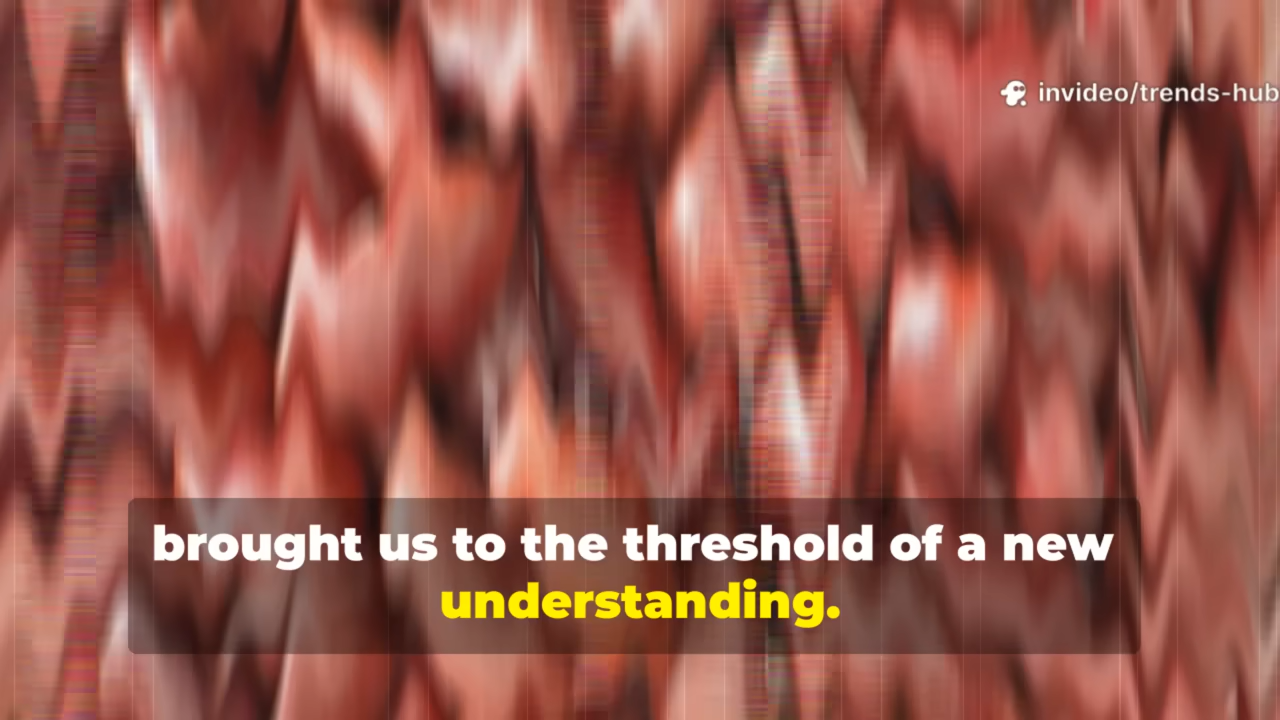 invideo/trends-hub
brought us to the threshold of a new
understanding.